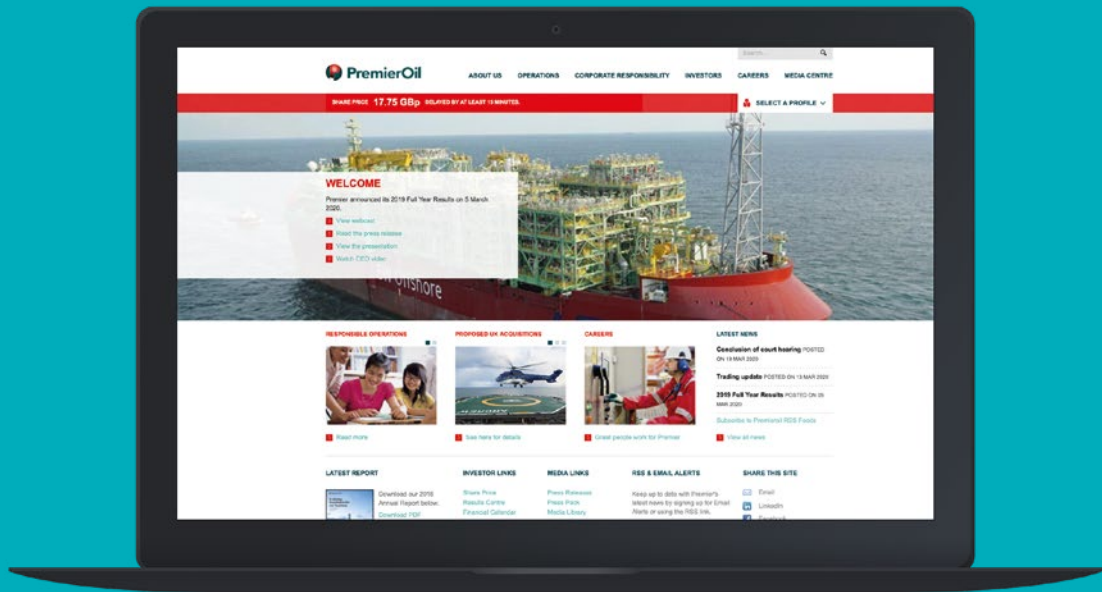 Search...
PremierOil
ABOUT US OPERATIONS CORPORATE RESPONSIBILITY INVESTORS CAREERS MEDIA CENTRE
SHARE PRICE 17.75 GBp DELAYED BY AT LEAST 15 MINUTES.
SELECT A PROFILE
WELCOME
Premier announced its 2019 Full Year Results on 5 March
2020.
View webcast
Read the press release
View the presentation
Watch CEO video
Offshore
RESPONSIBLE OPERATIONS
Read more
PROPOSED UK ACQUISITIONS
See here for details
CAREERS
Great people work for Premier
LATEST NEWS
Conclusion of court hearing POSTED
ON 19 MAR 2020
Trading update POSTED ON 13 MAR 2020
2019 Full Year Results POSTED ON 05
MAR 2020
Subscribe to Premier's RSS Feeds
View all news
LATEST REPORT
Download our 2018
Annual Report below.
Download PDF
INVESTOR LINKS
Share Price
Results Centre
Financial Calendar
MEDIA LINKS
Press Releases
Press Pack
Media Library
RSS & EMAIL ALERTS
Keep up to date with Premier's
latest news by signing up for Email
Alerts or using the RSS link.
SHARE THIS SITE
Email
LinkedIn
Facebook